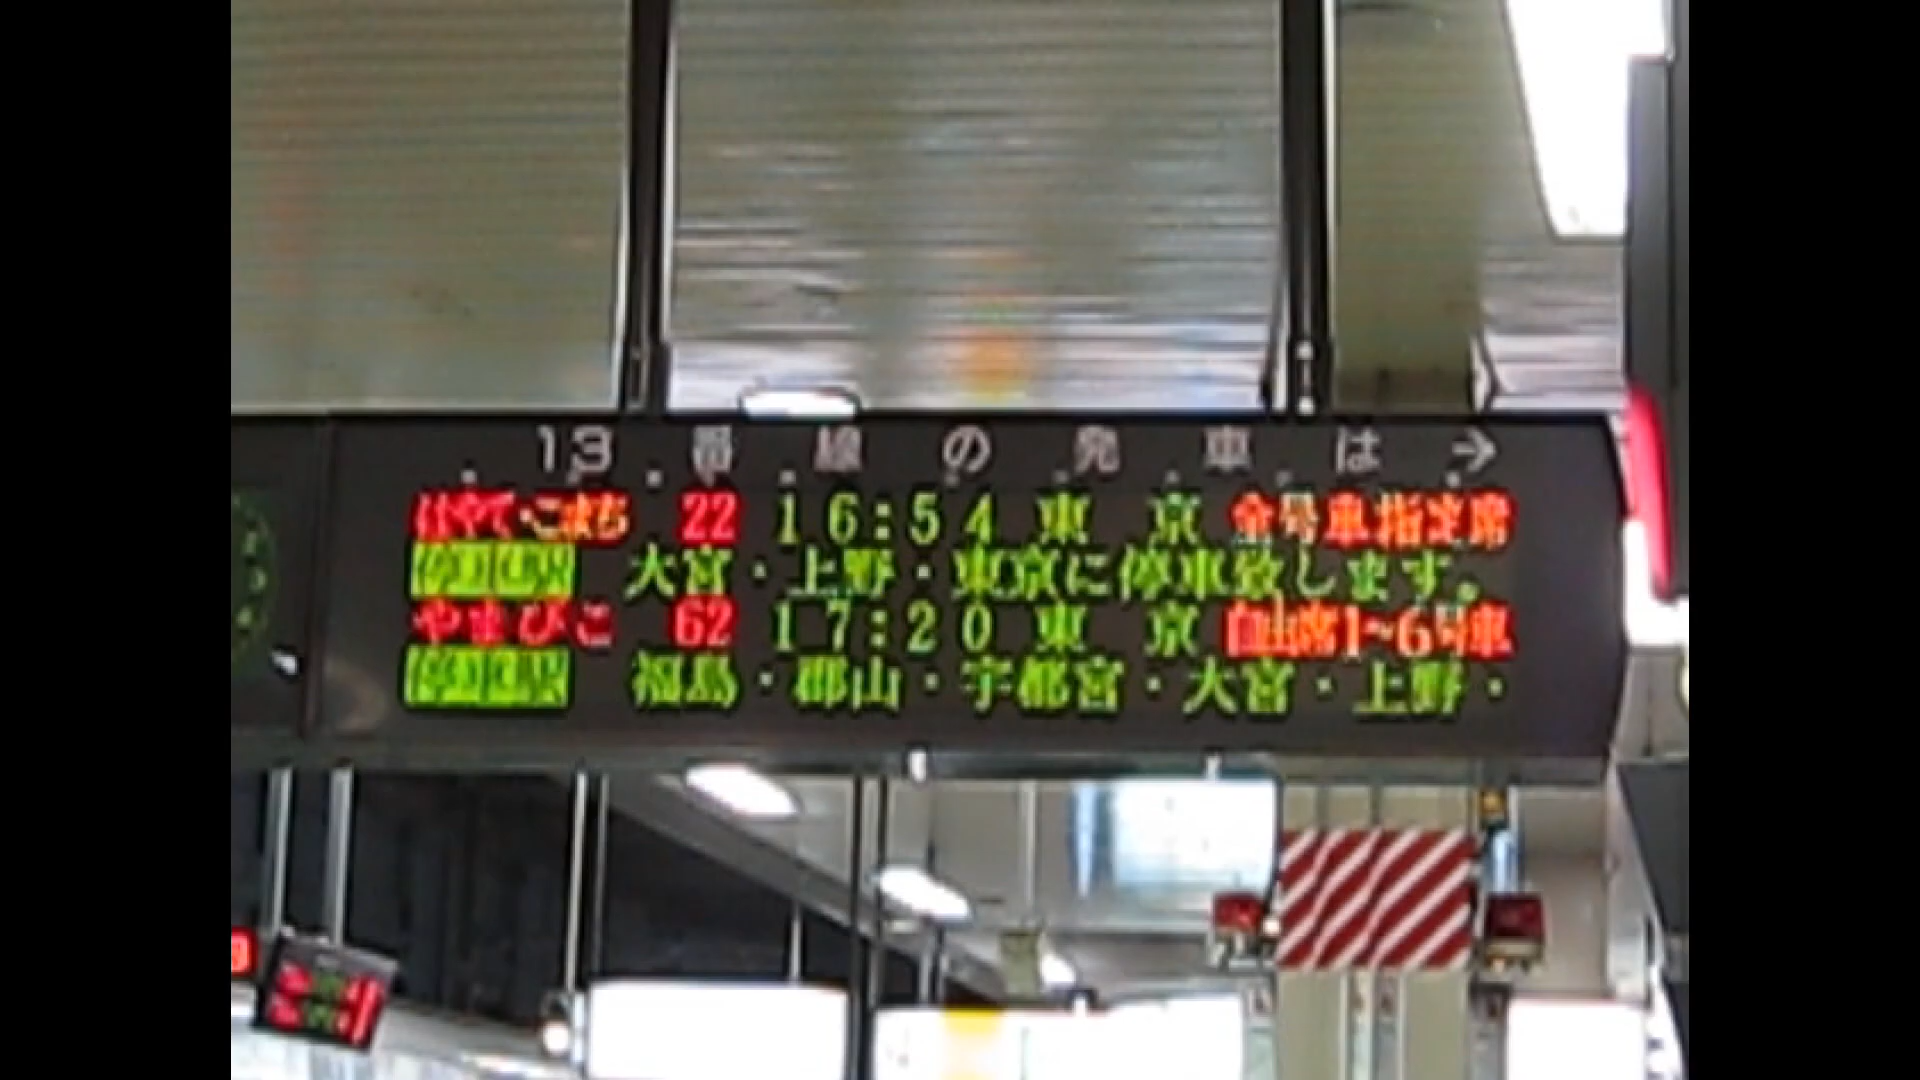 13番線の発車は→
はやて・こまち 22 16:54 東京 全号車指定席
停車駅 大宮・上野・東京に停車致します。
やまびこ 62 17:20 東京 自由席1~6号車
停車駅 福島・郡山・宇都宮・大宮・上野・